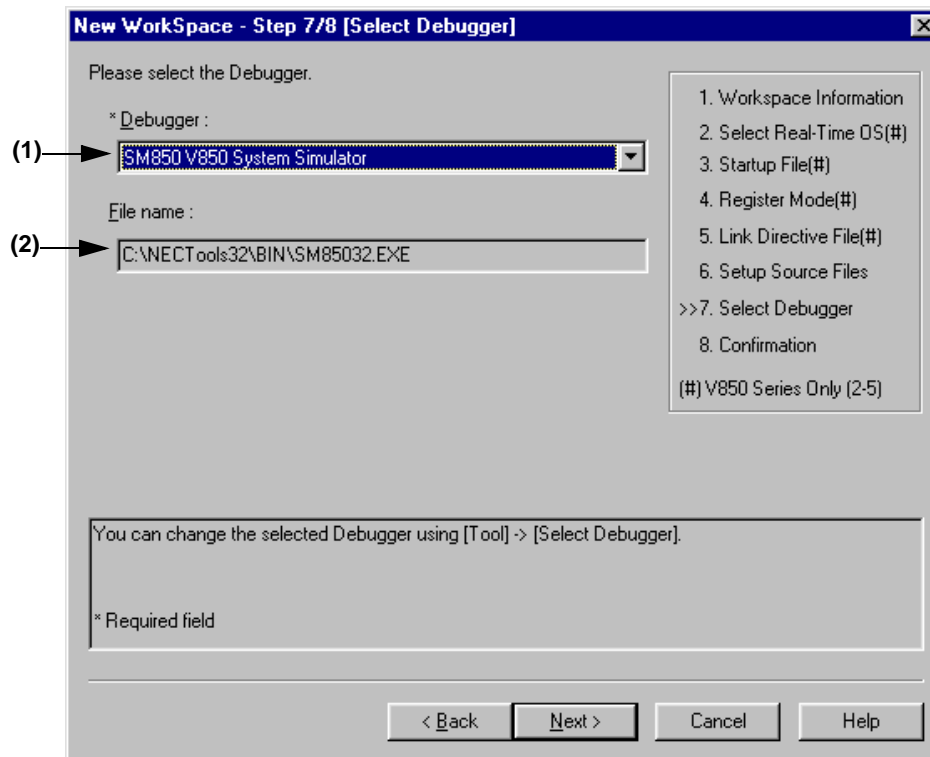 New WorkSpace - Step 7/8 [Select Debugger]
Please select the Debugger.
* Debugger :
(1)
SM850 V850 System Simulator
File name :
(2)
C:\NECTools32\BIN\SM85032.EXE
1. Workspace Information
2. Select Real-Time OS(#)
3. Startup File(#)
4. Register Mode(#)
5. Link Directive File(#)
6. Setup Source Files
>>7. Select Debugger
8. Confirmation
(#) V850 Series Only (2-5)
You can change the selected Debugger using [Tool] -> [Select Debugger].
* Required field
< Back
Next >
Cancel
Help